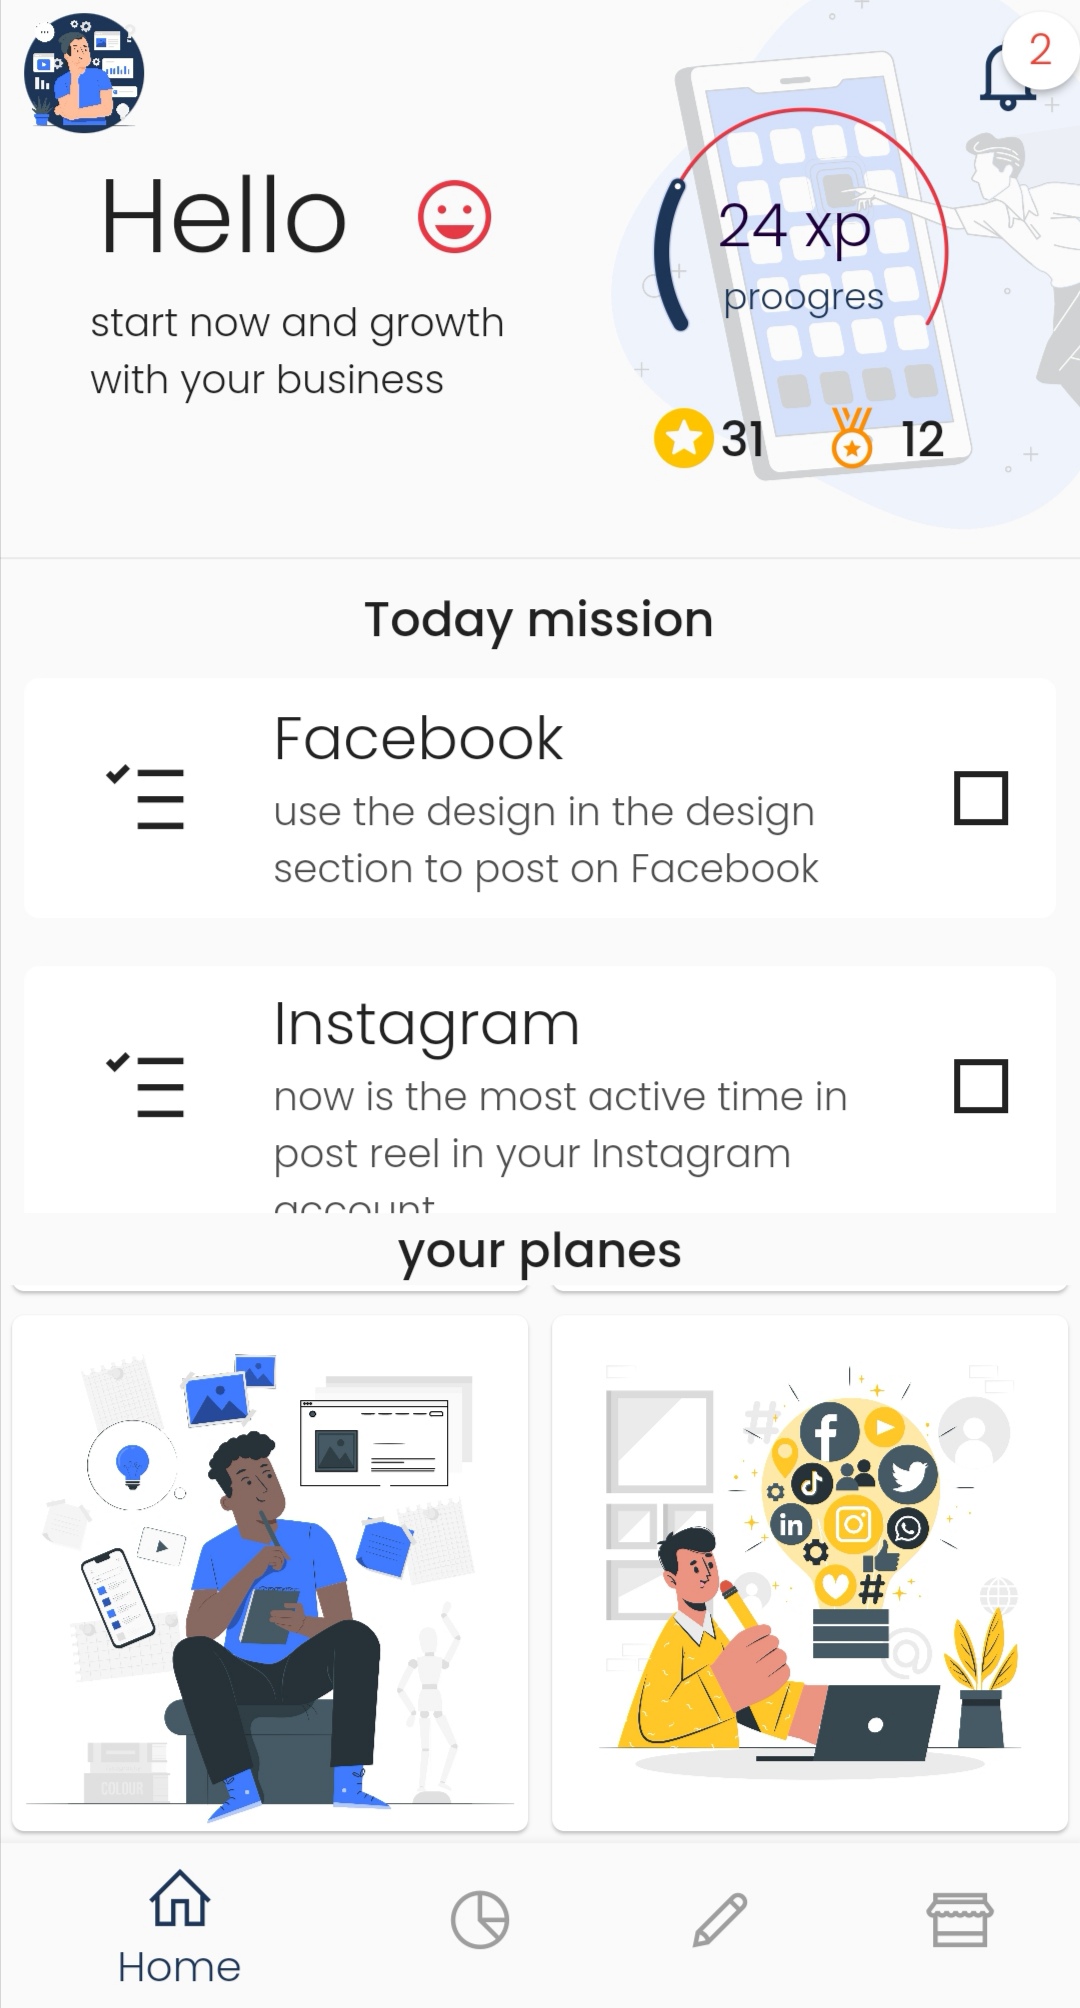 2
Hello
24 xp
proogres
start now and growth
with your business
31
12
Today mission
Facebook
use the design in the design
section to post on Facebook
Instagram
now is the most active time in
post reel in your Instagram
account
your planes
COLOUR
#
in
#
@
Home